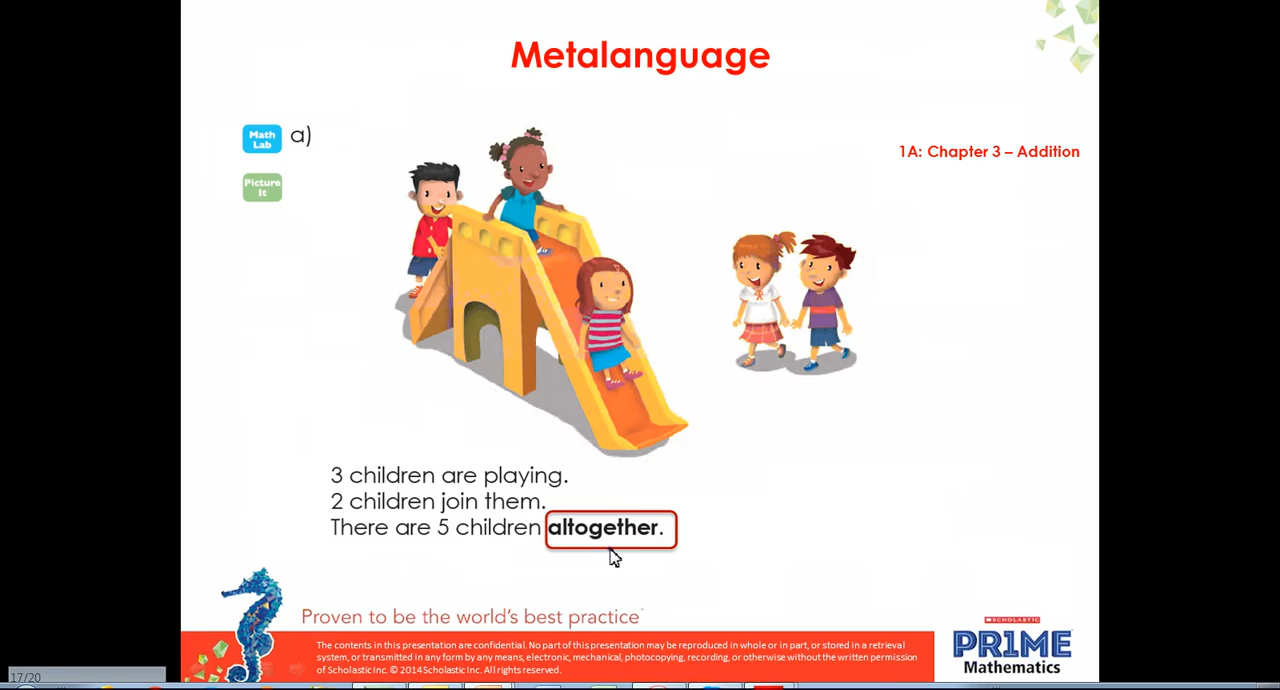 Metalanguage
Math
Lab
a)
1A: Chapter 3 – Addition
Picture
It
3 children are playing.
2 children join them.
There are 5 children altogether.
Proven to be the world's best practice
The contents in this presentation are confidential. No part of this presentation may be reproduced in whole or in part, or stored in a retrieval
system, or transmitted in any form by any means, electronic, mechanical, photocopying, recording, or otherwise without the written permission
of Scholastic Inc. © 2014 Scholastic Inc. All rights reserved.
SCHOLASTIC
PR1ME
Mathematics
17/20